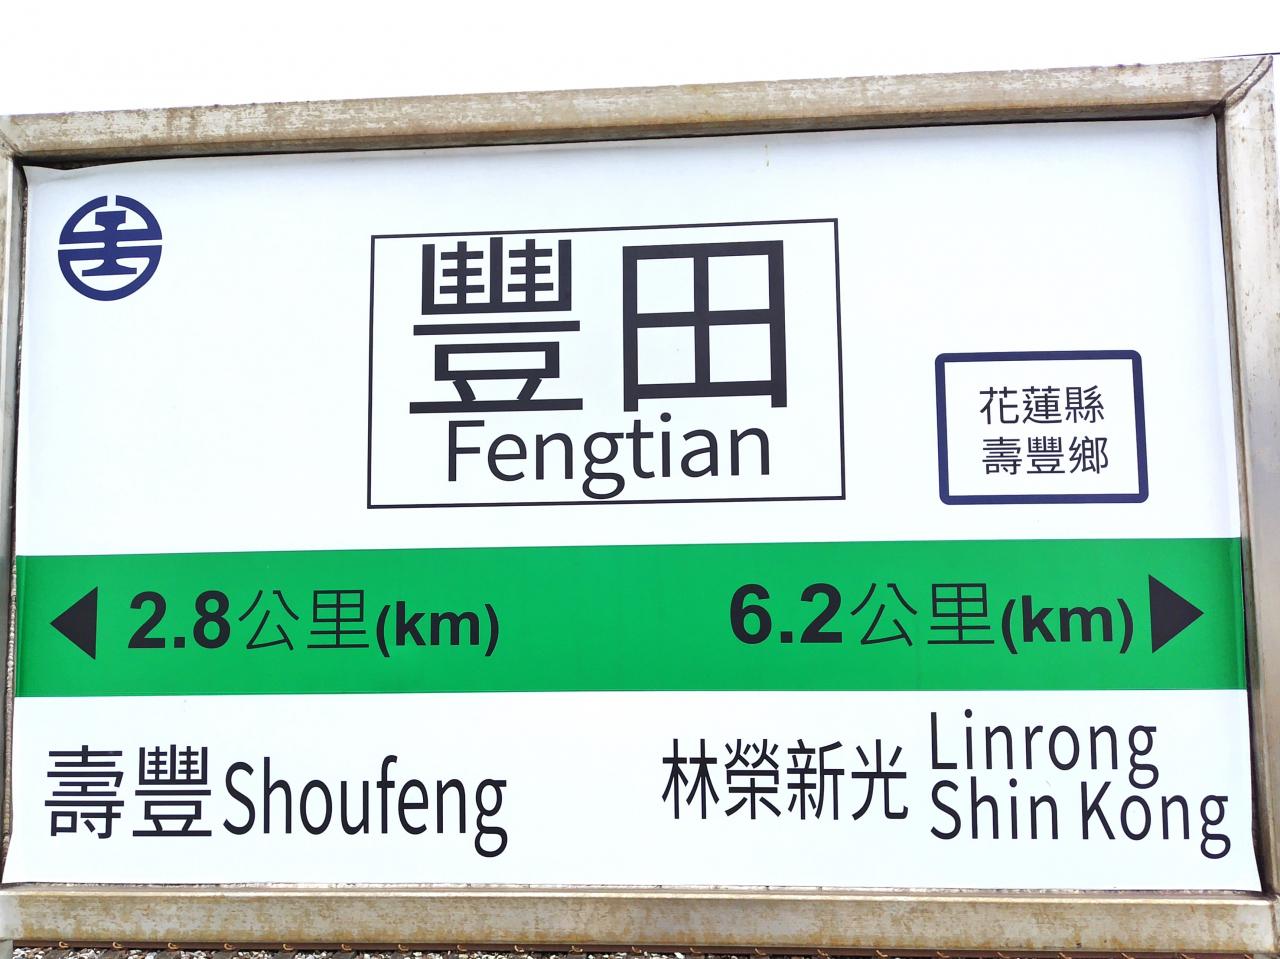 豐田
Fengtian
花蓮縣
壽豐鄉
2.8公里(km)
6.2公里(km)
壽豐Shoufeng
林榮新光
Linrong
Shin Kong